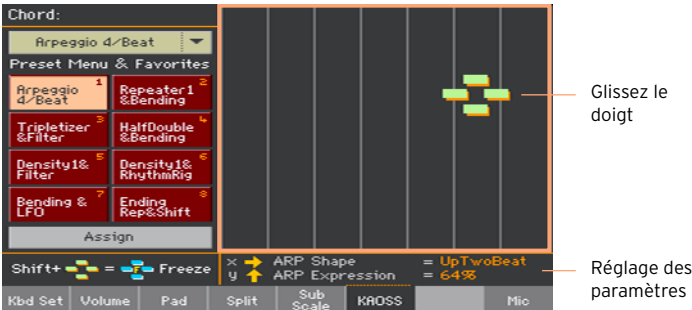 Chord:
Arpeggio 4/Beat
Preset Menu & Favorites
Arpeggio 4/Beat 1
Repeater1 &Bending 2
Tripletizer &Filter 3
HalfDouble &Bending 4
Density1& Filter 5
Density1& RhythmRig 6
Bending & LFO 7
Ending Rep&Shift 8
Assign
Shift+ = Freeze
x ARP Shape = UpTwoBeat
y ARP Expression = 64%
Kbd Set Volume Pad Split Sub Scale KAOSS Mic
Glissez le
doigt
Réglage des
paramètres